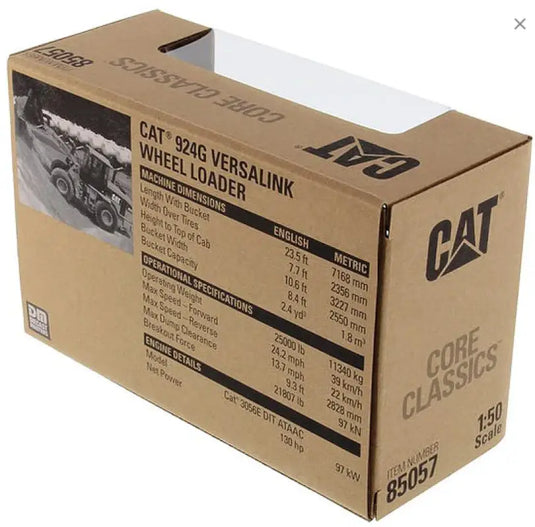 85057
CORE CLASSICS™
CAT
CAT® 924G VERSALINK
WHEEL LOADER
MACHINE DIMENSIONS ENGLISH METRIC
Length With Bucket 23.5 ft 7168 mm
Width Over Tires 7.7 ft 2356 mm
Height to Top of Cab 10.6 ft 3227 mm
Bucket Width 8.4 ft 2550 mm
Bucket Capacity 2.4 yd³ 1.8 m³
OPERATIONAL SPECIFICATIONS
Operating Weight 25000 lb 11340 kg
Max Speed – Forward 24.2 mph 39 km/h
Max Speed – Reverse 13.7 mph 22 km/h
Max Dump Clearance 9.3 ft 2828 mm
Breakout Force 21807 lb 97 kN
ENGINE DETAILS
Model Cat® 3056E DIT ATAAC
Net Power 130 hp 97 kW
CAT®
CORE
CLASSICS™
1:50
Scale
ITEM NUMBER
85057